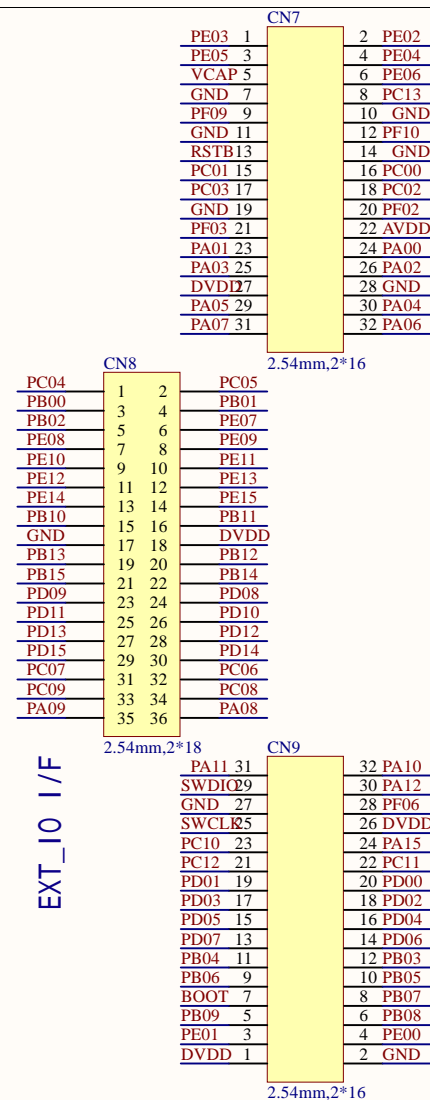 CN7
PE03 1 2 PE02
PE05 3 4 PE04
VCAP 5 6 PE06
GND 7 8 PC13
PF09 9 10 GND
GND 11 12 PF10
RSTB 13 14 GND
PC01 15 16 PC00
PC03 17 18 PC02
GND 19 20 PF02
PF03 21 22 AVDD
PA01 23 24 PA00
PA03 25 26 PA02
DVDD 27 28 GND
PA05 29 30 PA04
PA07 31 32 PA06
2.54mm,2*16
CN8
PC04 1 2 PC05
PB00 3 4 PB01
PB02 5 6 PE07
PE08 7 8 PE09
PE10 9 10 PE11
PE12 11 12 PE13
PE14 13 14 PE15
PB10 15 16 PB11
GND 17 18 DVDD
PB13 19 20 PB12
PB15 21 22 PB14
PD09 23 24 PD08
PD11 25 26 PD10
PD13 27 28 PD12
PD15 29 30 PD14
PC07 31 32 PC06
PC09 33 34 PC08
PA09 35 36 PA08
2.54mm,2*18
EXT_IO I/F
CN9
PA11 31 32 PA10
SWDIO 29 30 PA12
GND 27 28 PF06
SWCLK 25 26 DVDD
PC10 23 24 PA15
PC12 21 22 PC11
PD01 19 20 PD00
PD03 17 18 PD02
PD05 15 16 PD04
PD07 13 14 PD06
PB04 11 12 PB03
PB06 9 10 PB05
BOOT 7 8 PB07
PB09 5 6 PB08
PE01 3 4 PE00
DVDD 1 2 GND
2.54mm,2*16